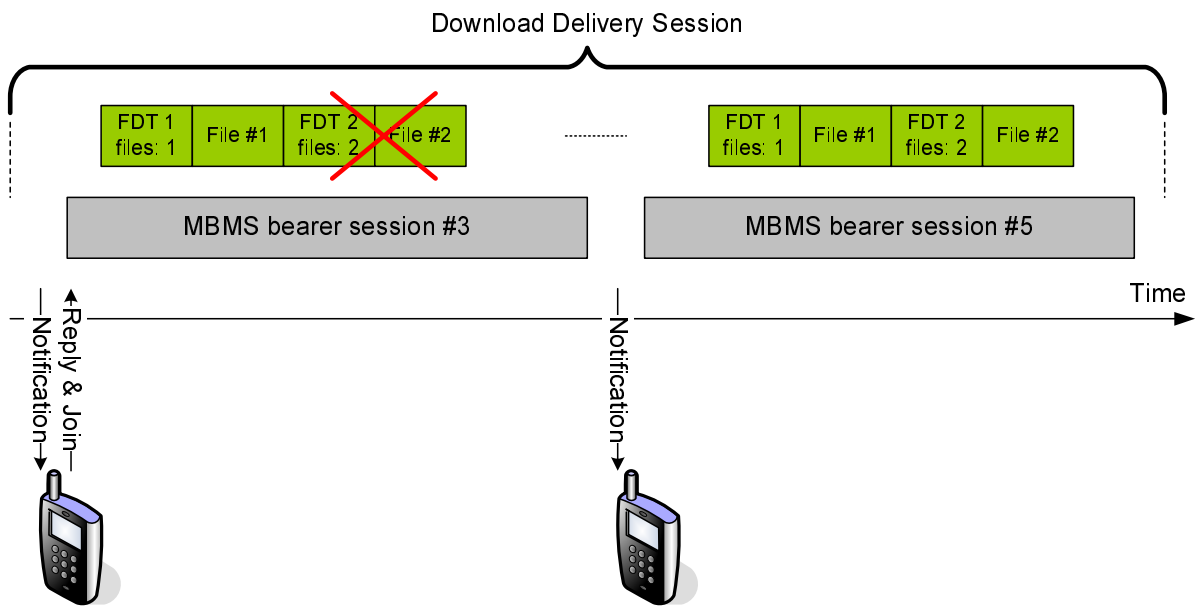 Download Delivery Session
FDT 1
files: 1
File #1
FDT 2
files: 2
File #2
FDT 1
files: 1
File #1
FDT 2
files: 2
File #2
MBMS bearer session #3
MBMS bearer session #5
Time
Notification
Reply & Join
Notification